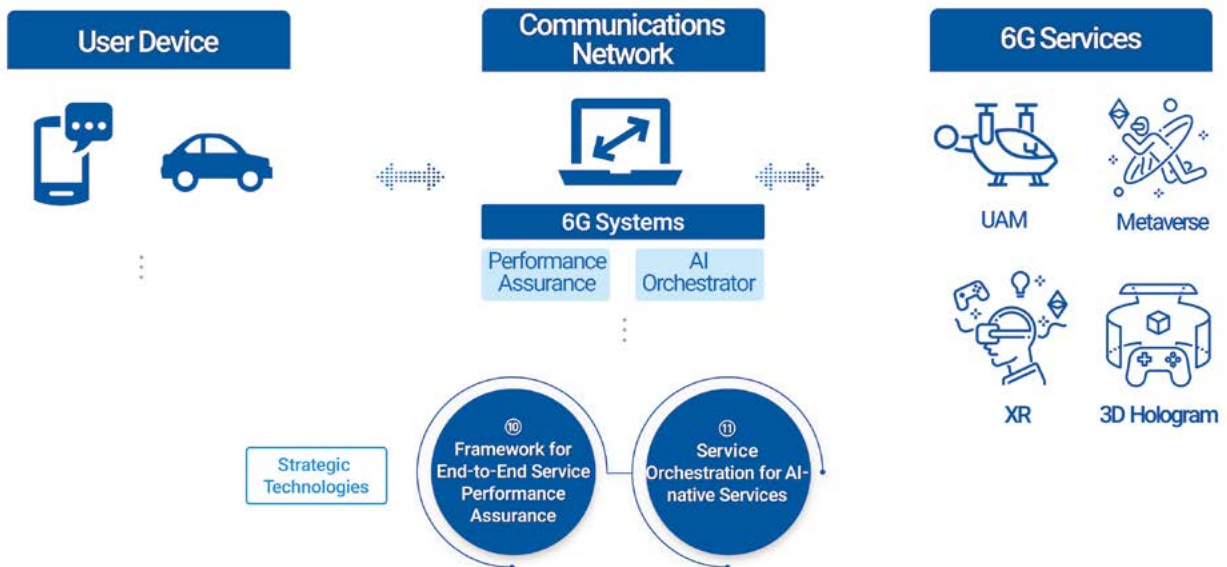 User Device
Communications
Network
6G Services
6G Systems
Performance
Assurance
AI
Orchestrator
UAM
Metaverse
XR
3D Hologram
Strategic
Technologies
⑩
Framework for
End-to-End Service
Performance
Assurance
⑪
Service
Orchestration for AI-
native Services